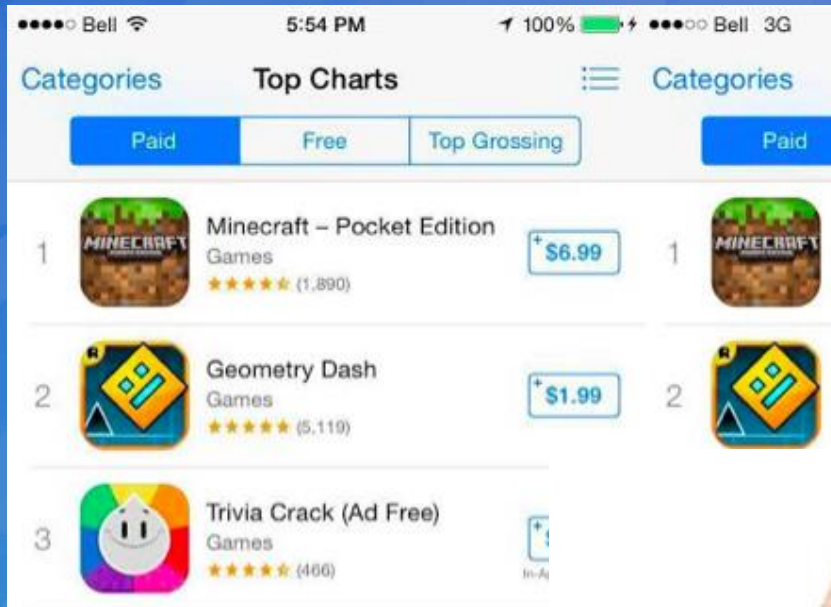 Bell 5:54 PM 100% Bell 3G
Categories Top Charts Categories
Paid Free Top Grossing Paid
1 MINECRAFT Minecraft – Pocket Edition $6.99 1 MINECRAFT
Games
(1,890)
2 R Geometry Dash + $1.99 2 R
Games
(5,119)
3 Trivia Crack (Ad Free)
Games
(466)